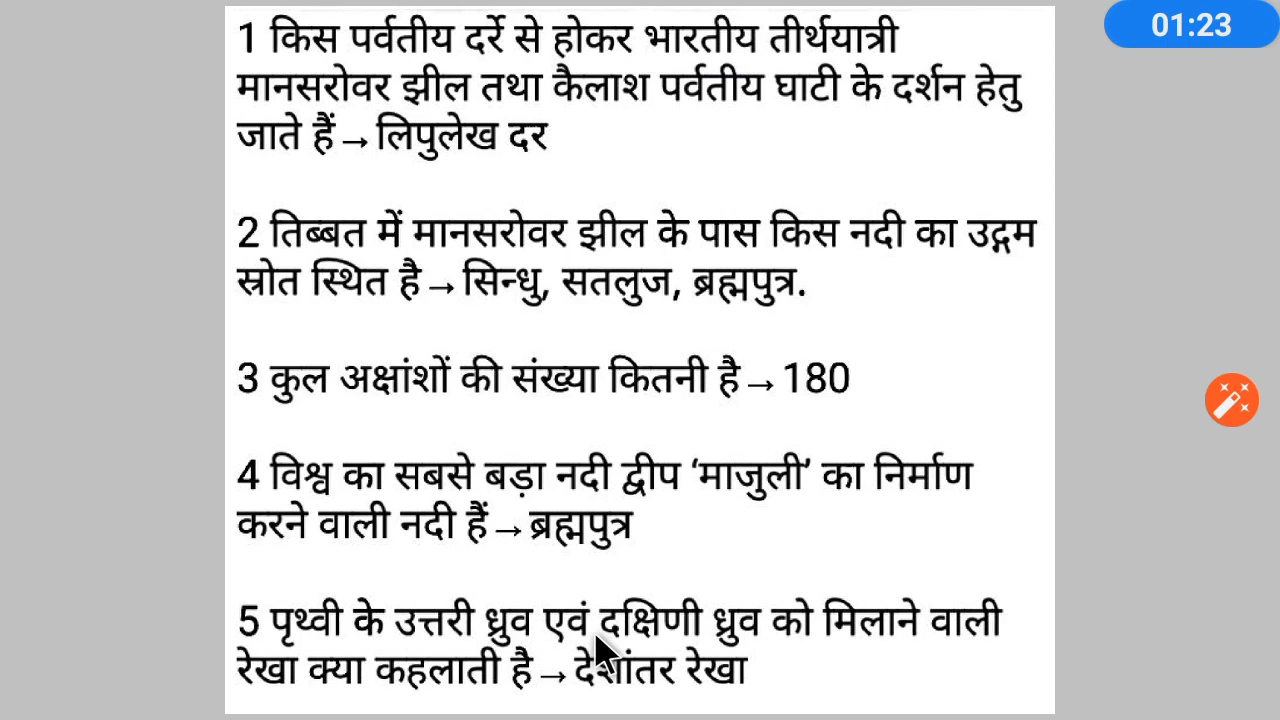 01:23
1 किस पर्वतीय दर्रे से होकर भारतीय तीर्थयात्री
मानसरोवर झील तथा कैलाश पर्वतीय घाटी के दर्शन हेतु
जाते हैं→लिपुलेख दर
2 तिब्बत में मानसरोवर झील के पास किस नदी का उद्गम
स्रोत स्थित है→सिन्धु, सतलुज, ब्रह्मपुत्र.
3 कुल अक्षांशों की संख्या कितनी है→180
4 विश्व का सबसे बड़ा नदी द्वीप ‘माजुली’ का निर्माण
करने वाली नदी हैं→ब्रह्मपुत्र
5 पृथ्वी के उत्तरी ध्रुव एवं दक्षिणी ध्रुव को मिलाने वाली
रेखा क्या कहलाती है→देशांतर रेखा